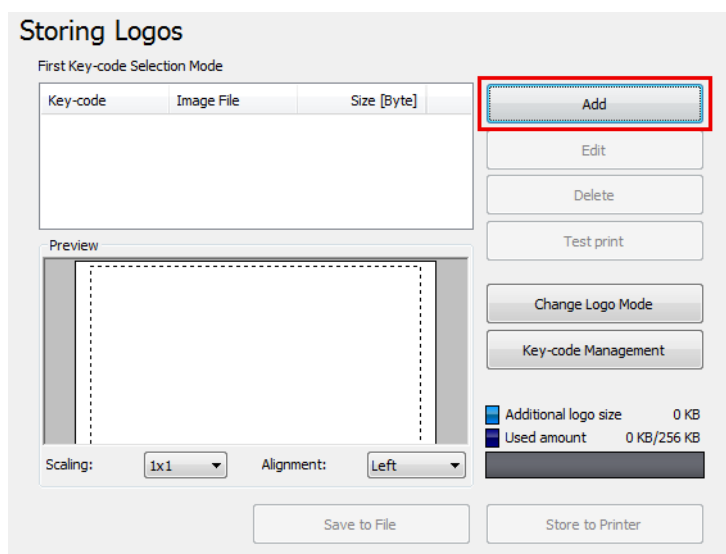 Storing Logos
First Key-code Selection Mode
Key-code Image File Size [Byte]
Add
Edit
Delete
Test print
Preview
Change Logo Mode
Key-code Management
Additional logo size 0 KB
Used amount 0 KB/256 KB
Scaling: 1x1 Alignment: Left
Save to File Store to Printer